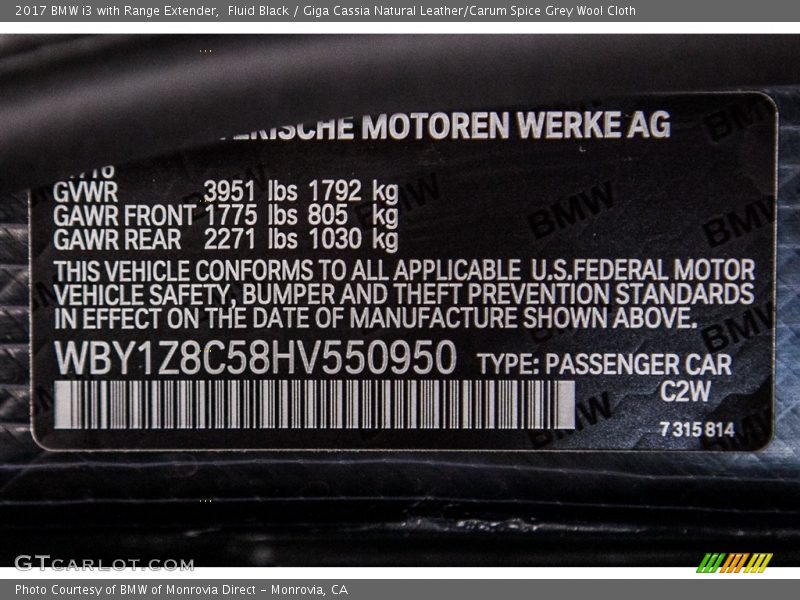 2017 BMW i3 with Range Extender,  Fluid Black / Giga Cassia Natural Leather/Carum Spice Grey Wool Cloth
MOTOREN WERKE AG
GVWR 3951 lbs 1792 kg
GAWR FRONT 1775 lbs 805 kg
GAWR REAR 2271 lbs 1030 kg
THIS VEHICLE CONFORMS TO ALL APPLICABLE U.S.FEDERAL MOTOR
VEHICLE SAFETY, BUMPER AND THEFT PREVENTION STANDARDS
IN EFFECT ON THE DATE OF MANUFACTURE SHOWN ABOVE.
WBY1Z8C58HV550950 TYPE: PASSENGER CAR
C2W
7 315 814
BMW
BMW
BMW
BMW
GTCARLOT.COM
Photo Courtesy of BMW of Monrovia Direct - Monrovia, CA